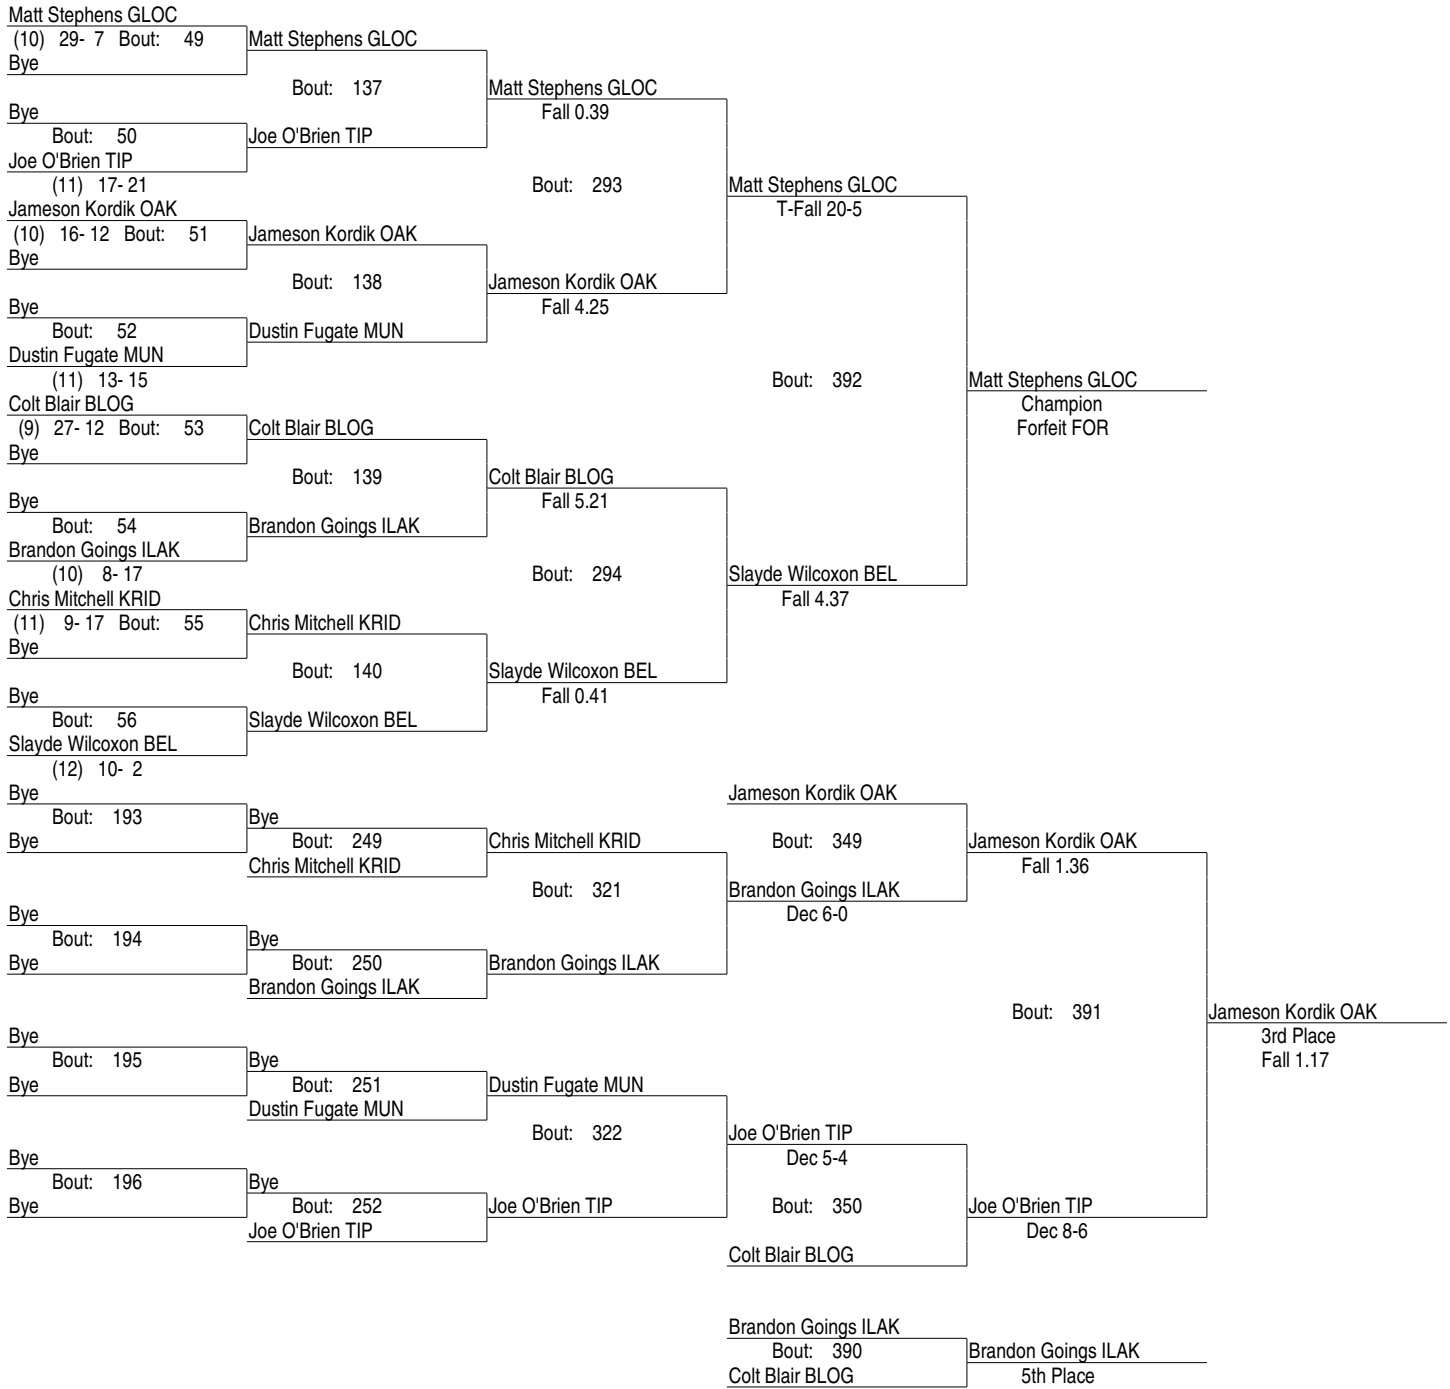 Matt Stephens GLOC
(10) 29- 7 Bout: 49 Matt Stephens GLOC
Bye
Bout: 137 Matt Stephens GLOC
Bye Fall 0.39
Bout: 50 Joe O'Brien TIP
Joe O'Brien TIP
(11) 17- 21 Bout: 293 Matt Stephens GLOC
Jameson Kordik OAK T-Fall 20-5
(10) 16- 12 Bout: 51 Jameson Kordik OAK
Bye
Bout: 138 Jameson Kordik OAK
Bye Fall 4.25
Bout: 52 Dustin Fugate MUN
Dustin Fugate MUN
(11) 13- 15 Bout: 392 Matt Stephens GLOC
Colt Blair BLOG Champion
(9) 27- 12 Bout: 53 Colt Blair BLOG Forfeit FOR
Bye
Bout: 139 Colt Blair BLOG
Bye Fall 5.21
Bout: 54 Brandon Goings ILAK
Brandon Goings ILAK
(10) 8- 17 Bout: 294 Slayde Wilcoxon BEL
Chris Mitchell KRID Fall 4.37
(11) 9- 17 Bout: 55 Chris Mitchell KRID
Bye
Bout: 140 Slayde Wilcoxon BEL
Bye Fall 0.41
Bout: 56 Slayde Wilcoxon BEL
Slayde Wilcoxon BEL
(12) 10- 2
Bye Jameson Kordik OAK
Bout: 193 Bye
Bye Bout: 249 Chris Mitchell KRID Bout: 349 Jameson Kordik OAK
Chris Mitchell KRID Fall 1.36
Bout: 321 Brandon Goings ILAK
Bye Dec 6-0
Bout: 194 Bye
Bye Bout: 250 Brandon Goings ILAK
Brandon Goings ILAK
Bout: 391 Jameson Kordik OAK
Bye 3rd Place
Bout: 195 Bye Fall 1.17
Bye Bout: 251 Dustin Fugate MUN
Dustin Fugate MUN
Bout: 322 Joe O'Brien TIP
Bye Dec 5-4
Bout: 196 Bye
Bye Bout: 252 Joe O'Brien TIP Bout: 350 Joe O'Brien TIP
Joe O'Brien TIP Dec 8-6
Colt Blair BLOG
Brandon Goings ILAK
Bout: 390 Brandon Goings ILAK
Colt Blair BLOG 5th Place